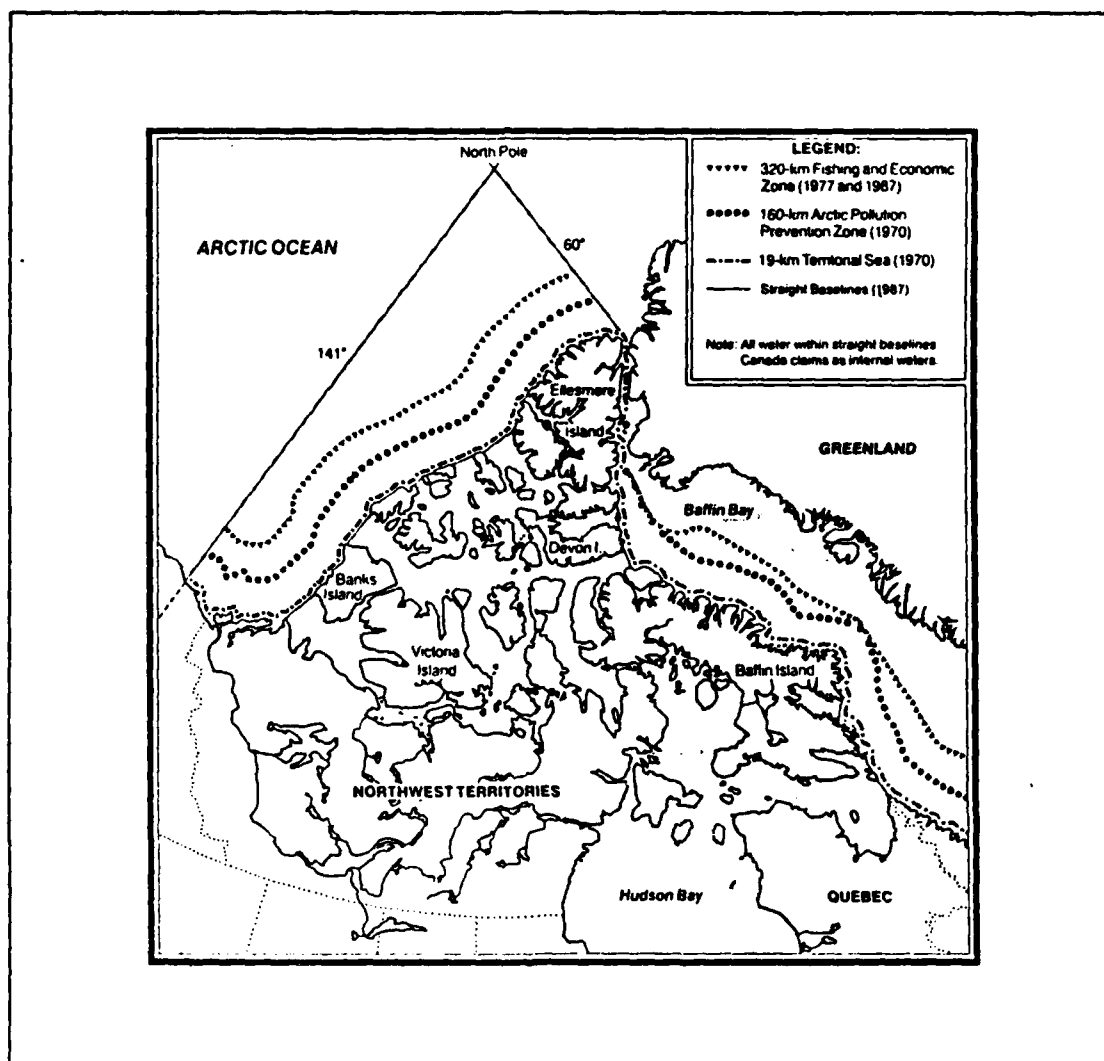 North Pole
LEGEND:
320-km Fishing and Economic
Zone (1977 and 1987)
160-km Arctic Pollution
Prevention Zone (1970)
19-km Territorial Sea (1970)
Straight Baselines (1987)
Note: All water within straight baselines
Canada claims as internal waters
ARCTIC OCEAN
60°
141°
Ellesmere
Island
GREENLAND
Baffin Bay
Devon I.
Banks
Island
Victoria
Island
Baffin Island
NORTHWEST TERRITORIES
Hudson Bay
QUEBEC